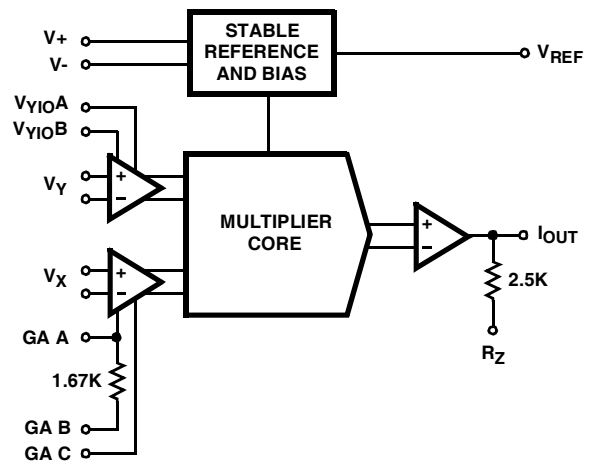 V+
V-
STABLE
REFERENCE
AND BIAS
VREF
VYIOA
VYIOB
VY
+
−
MULTIPLIER
CORE
+
−
IOUT
2.5K
RZ
VX
+
−
GA A
1.67K
GA B
GA C